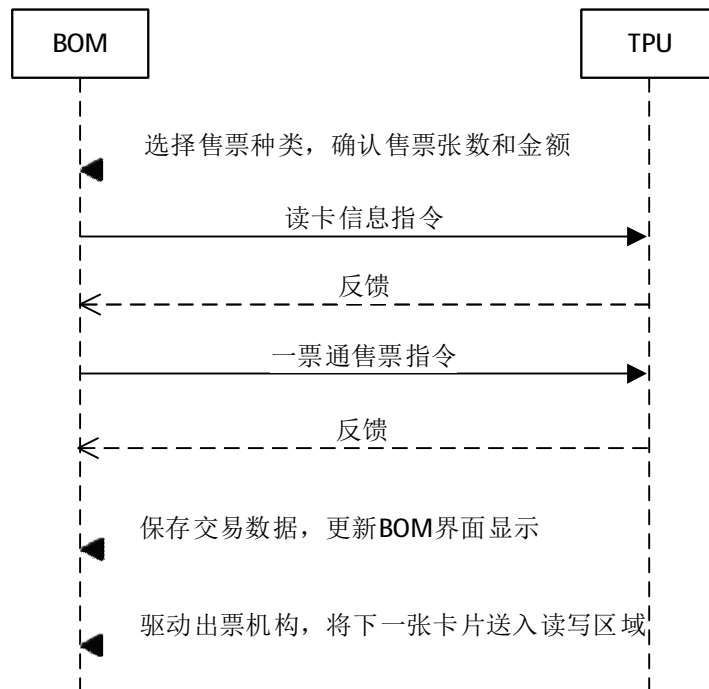 BOM
TPU
选择售票种类，确认售票张数和金额
读卡信息指令
反馈
一票通售票指令
反馈
保存交易数据，更新BOM界面显示
驱动出票机构，将下一张卡片送入读写区域